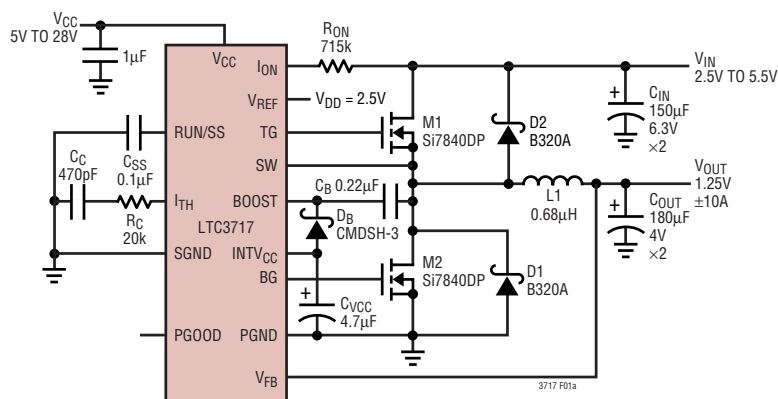 VCC
5V TO 28V
1µF
VCC
ION
RON
715k
VIN
2.5V TO 5.5V
VREF
VDD = 2.5V
RUN/SS
TG
M1
Si7840DP
D2
B320A
+
CIN
150µF
6.3V
×2
CSS
0.1µF
CC
470pF
SW
ITH
RC
20k
LTC3717
BOOST
CB 0.22µF
DB
CMDSH-3
L1
0.68µH
VOUT
1.25V
±10A
+
COUT
180µF
4V
×2
SGND
INTVCC
BG
M2
Si7840DP
D1
B320A
+
CVCC
4.7µF
PGOOD
PGND
VFB
3717 F01a